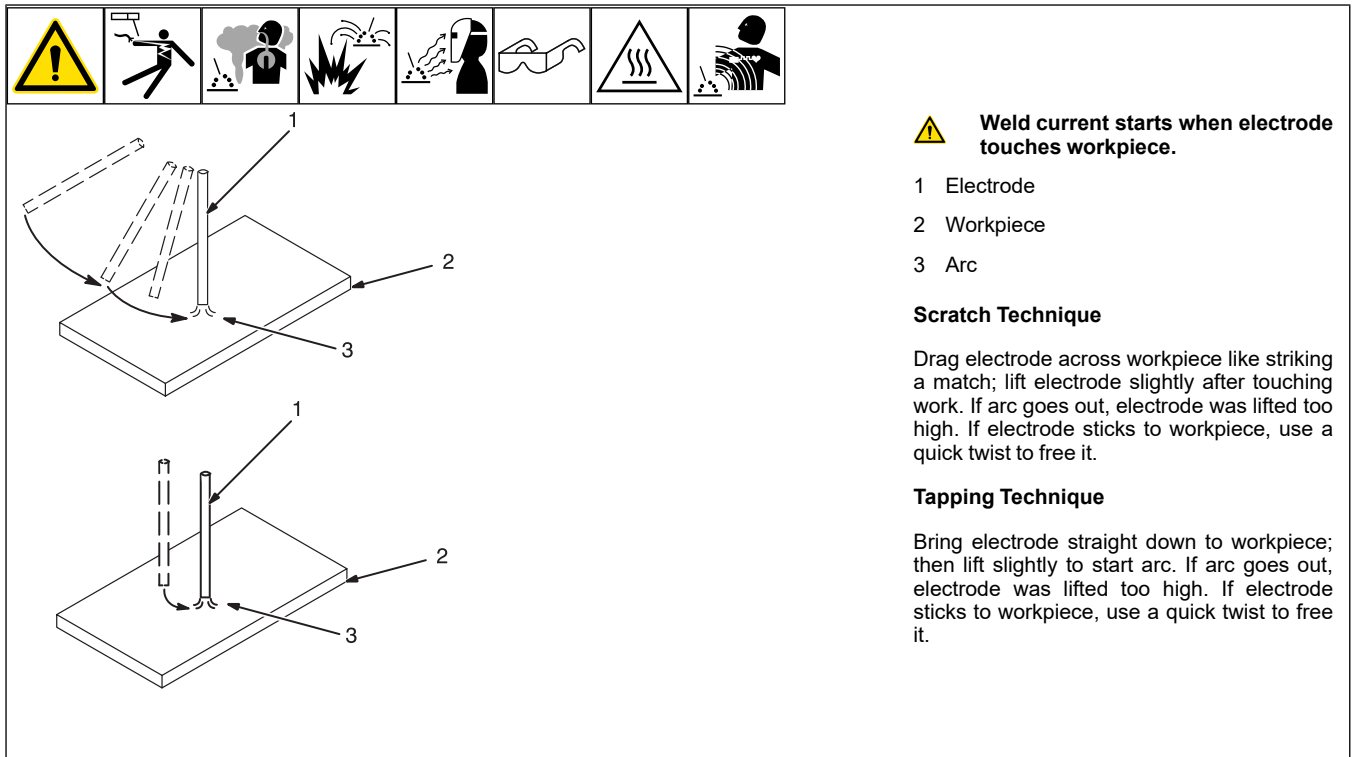 1
2
3
1
2
3
Weld current starts when electrode
touches workpiece.
1 Electrode
2 Workpiece
3 Arc
Scratch Technique
Drag electrode across workpiece like striking
a match; lift electrode slightly after touching
work. If arc goes out, electrode was lifted too
high. If electrode sticks to workpiece, use a
quick twist to free it.
Tapping Technique
Bring electrode straight down to workpiece;
then lift slightly to start arc. If arc goes out,
electrode was lifted too high. If electrode
sticks to workpiece, use a quick twist to free
it.